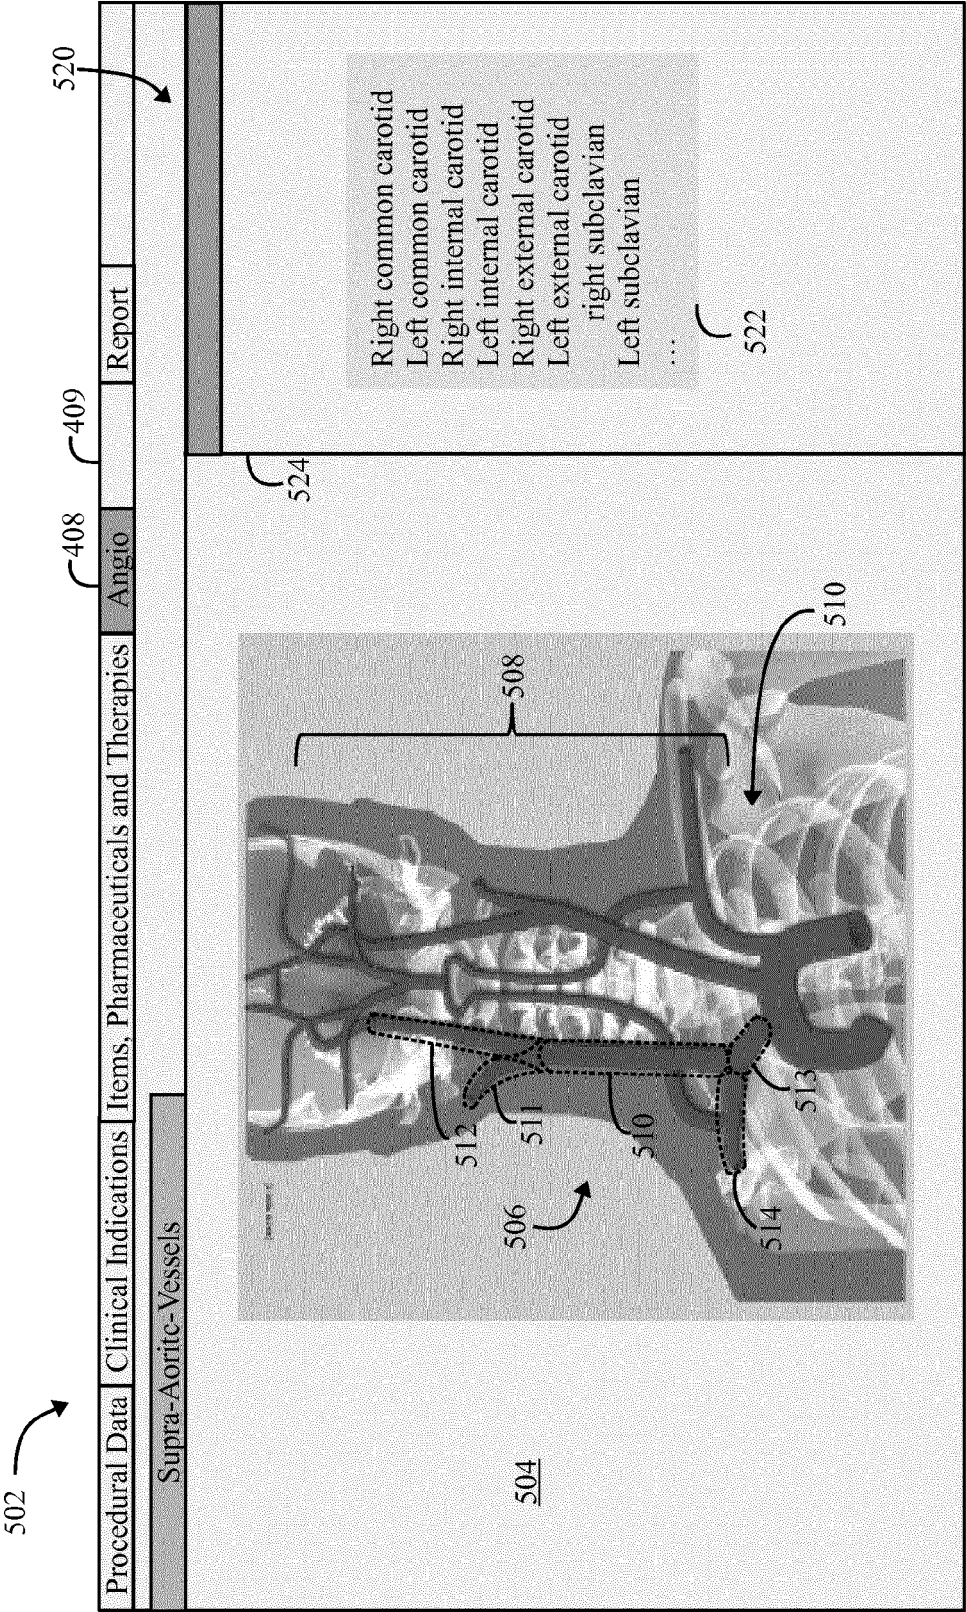 502
520
408
409
Procedural Data
Clinical Indications
Items, Pharmaceuticals and Therapies
Angio
Report
Supra-Aoritc-Vessels
524
508
Right common carotid
Left common carotid
Right internal carotid
Left internal carotid
Right external carotid
Left external carotid
right subclavian
Left subclavian
...
522
512
511
510
506
504
514
513
510